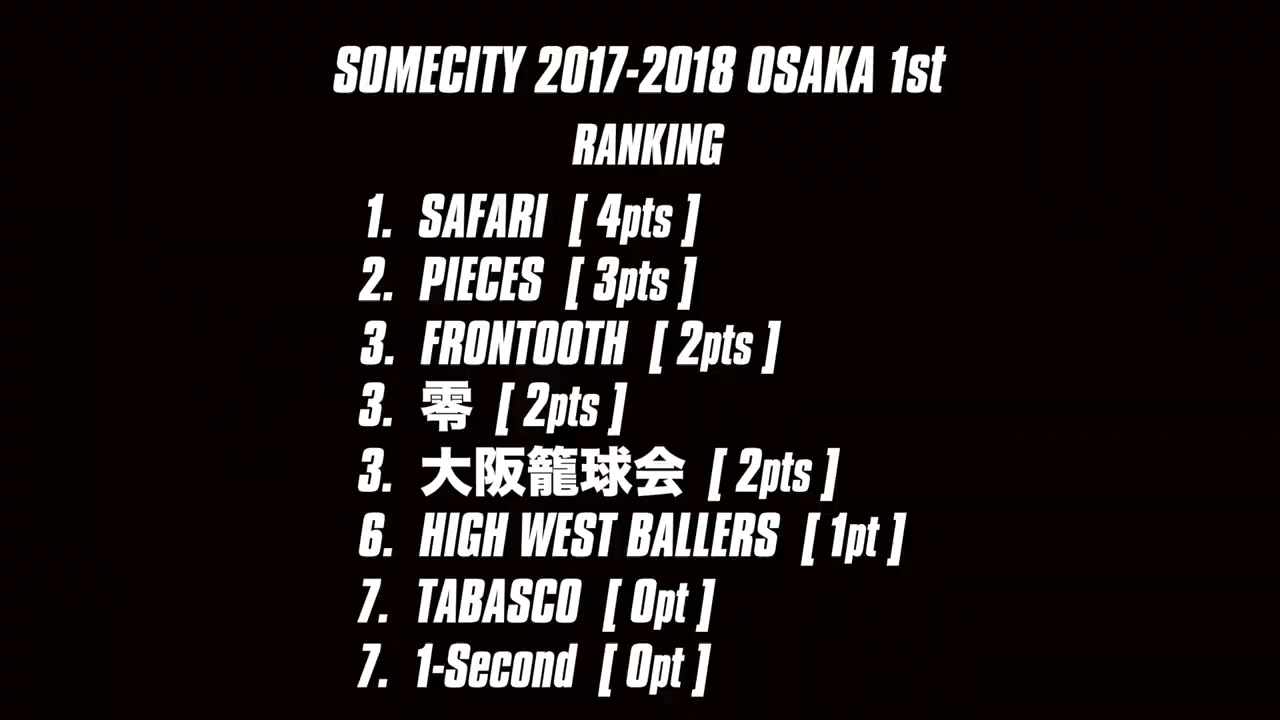 SOMECITY 2017-2018 OSAKA 1st
RANKING
1. SAFARI [ 4pts ]
2. PIECES [ 3pts ]
3. FRONTOOTH [ 2pts ]
3. 零 [ 2pts ]
3. 大阪籠球会 [ 2pts ]
6. HIGH WEST BALLERS [ 1pt ]
7. TABASCO [ 0pt ]
7. 1-Second [ 0pt ]